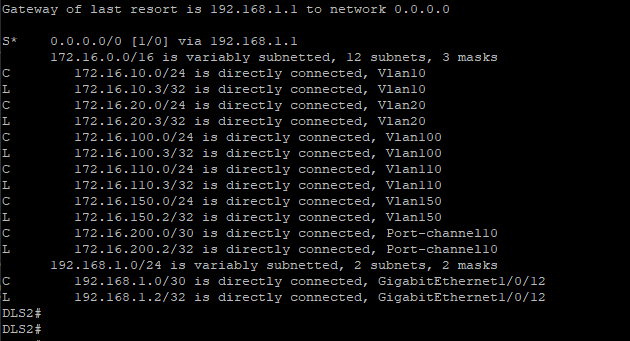 Gateway of last resort is 192.168.1.1 to network 0.0.0.0
S*    0.0.0.0/0 [1/0] via 192.168.1.1
      172.16.0.0/16 is variably subnetted, 12 subnets, 3 masks
C        172.16.10.0/24 is directly connected, Vlan10
L        172.16.10.3/32 is directly connected, Vlan10
C        172.16.20.0/24 is directly connected, Vlan20
L        172.16.20.3/32 is directly connected, Vlan20
C        172.16.100.0/24 is directly connected, Vlan100
L        172.16.100.3/32 is directly connected, Vlan100
C        172.16.110.0/24 is directly connected, Vlan110
L        172.16.110.3/32 is directly connected, Vlan110
C        172.16.150.0/24 is directly connected, Vlan150
L        172.16.150.2/32 is directly connected, Vlan150
C        172.16.200.0/30 is directly connected, Port-channel10
L        172.16.200.2/32 is directly connected, Port-channel10
      192.168.1.0/24 is variably subnetted, 2 subnets, 2 masks
C        192.168.1.0/30 is directly connected, GigabitEthernet1/0/12
L        192.168.1.2/32 is directly connected, GigabitEthernet1/0/12
DLS2#
DLS2#